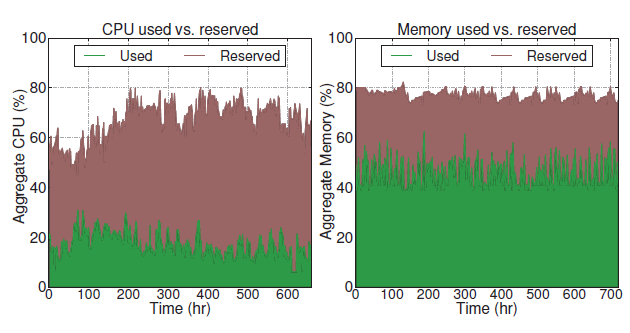 CPU used vs. reserved
Used Reserved
Aggregate CPU (%)
100
80
60
40
20
0
0 100 200 300 400 500 600
Time (hr)
Memory used vs. reserved
Used Reserved
Aggregate Memory (%)
100
80
60
40
20
0
0 100 200 300 400 500 600 700
Time (hr)